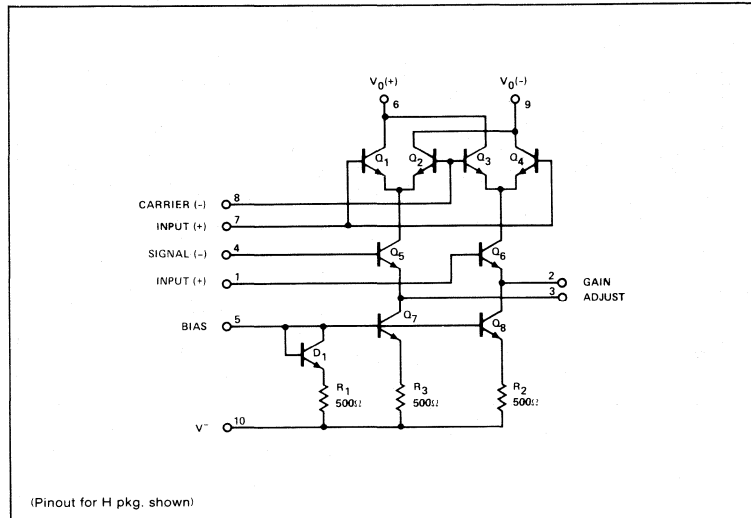 V0(+) V0(-)
6 9
Q1 Q2 Q3 Q4
CARRIER (-) 8
INPUT (+) 7
SIGNAL (-) 4 Q5 Q6
INPUT (+) 1
2 GAIN
3 ADJUST
BIAS 5 Q7 Q8
D1
R1 500Ω R3 500Ω R2 500Ω
V- 10
(Pinout for H pkg. shown)